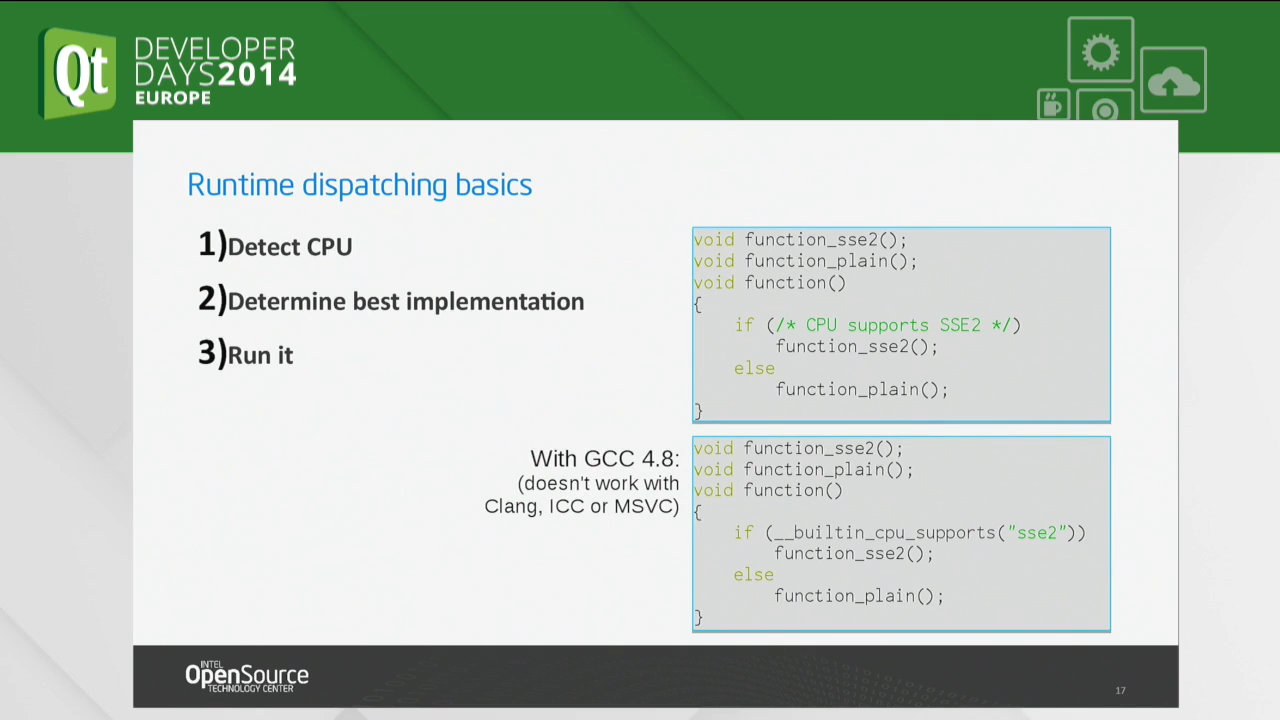 Qt
DEVELOPER
DAYS2014
EUROPE
Runtime dispatching basics
1)Detect CPU
2)Determine best implementation
3)Run it
void function_sse2();
void function_plain();
void function()
{
    if (/* CPU supports SSE2 */)
        function_sse2();
    else
        function_plain();
}
With GCC 4.8:
(doesn't work with
Clang, ICC or MSVC)
void function_sse2();
void function_plain();
void function()
{
    if (__builtin_cpu_supports("sse2"))
        function_sse2();
    else
        function_plain();
}
INTEL
OpenSource
TECHNOLOGY CENTER
17